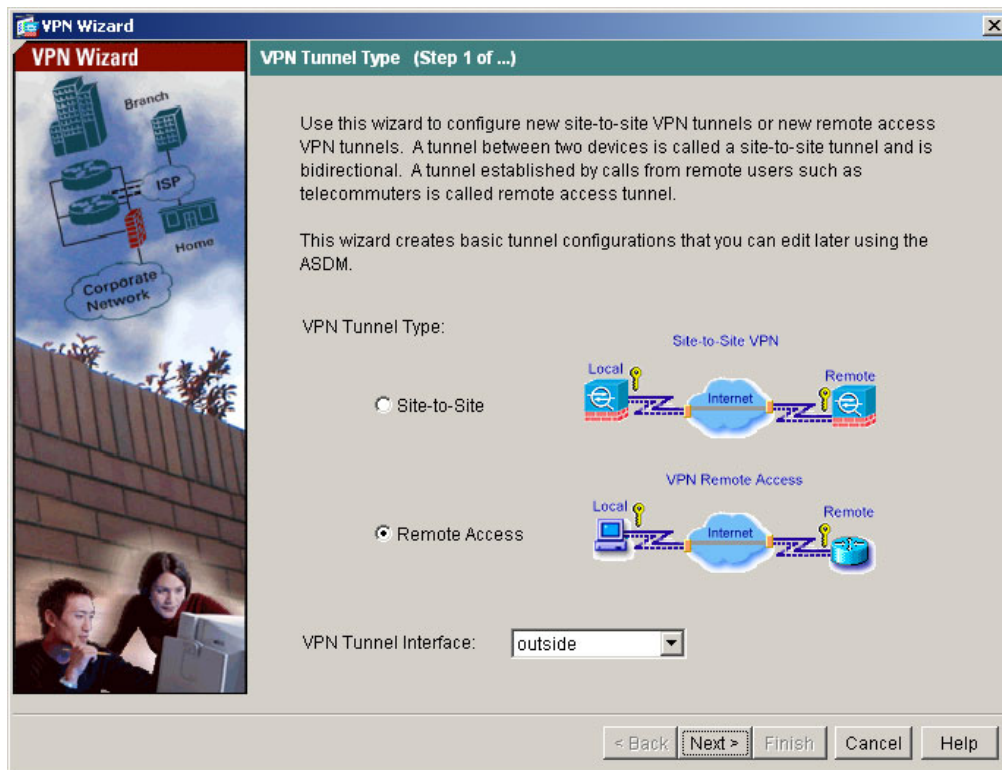 VPN Wizard
VPN Wizard
VPN Tunnel Type (Step 1 of ...)
Branch
ISP
Home
Corporate
Network
Use this wizard to configure new site-to-site VPN tunnels or new remote access
VPN tunnels. A tunnel between two devices is called a site-to-site tunnel and is
bidirectional. A tunnel established by calls from remote users such as
telecommuters is called remote access tunnel.
This wizard creates basic tunnel configurations that you can edit later using the
ASDM.
VPN Tunnel Type:
Site-to-Site VPN
Local
Remote
Site-to-Site
Internet
VPN Remote Access
Local
Remote
Remote Access
Internet
VPN Tunnel Interface: outside
< Back Next > Finish Cancel Help